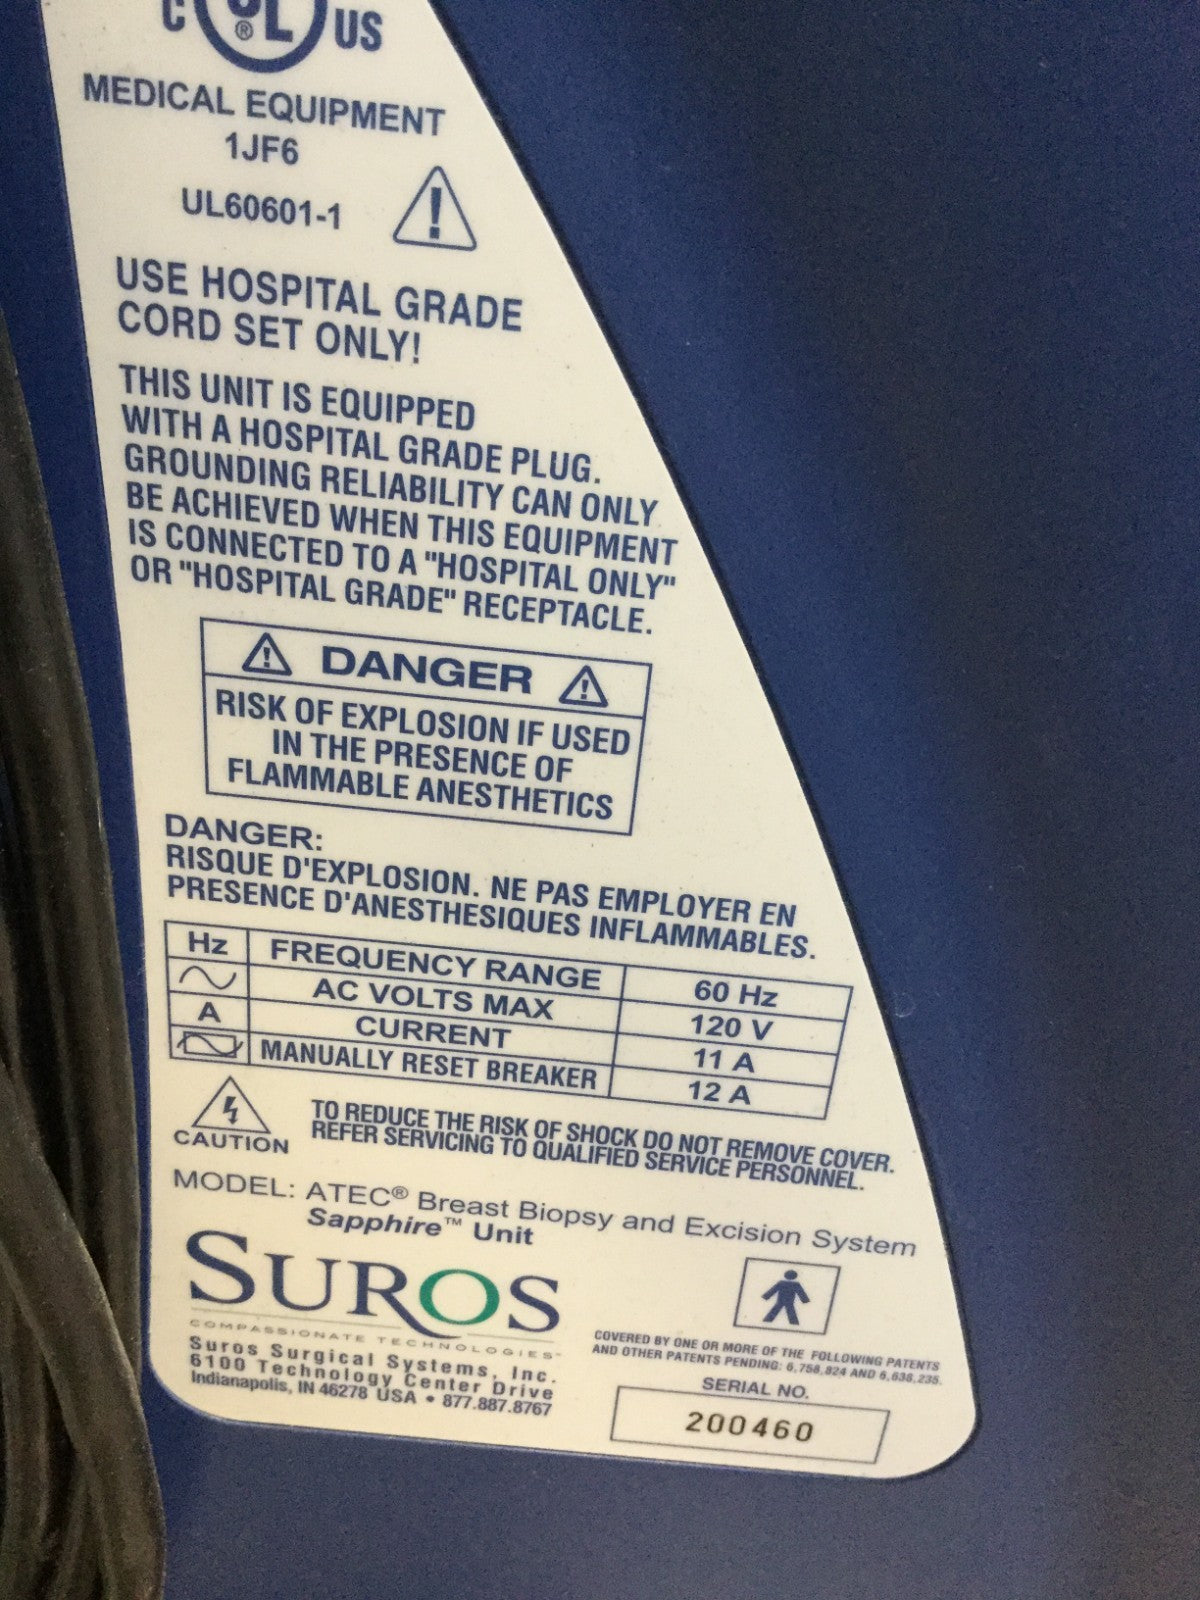 C UL ® US
MEDICAL EQUIPMENT
1JF6
UL60601-1
USE HOSPITAL GRADE
CORD SET ONLY!
THIS UNIT IS EQUIPPED
WITH A HOSPITAL GRADE PLUG.
GROUNDING RELIABILITY CAN ONLY
BE ACHIEVED WHEN THIS EQUIPMENT
IS CONNECTED TO A "HOSPITAL ONLY"
OR "HOSPITAL GRADE" RECEPTACLE.
DANGER
RISK OF EXPLOSION IF USED
IN THE PRESENCE OF
FLAMMABLE ANESTHETICS
DANGER:
RISQUE D'EXPLOSION. NE PAS EMPLOYER EN
PRESENCE D'ANESTHESIQUES INFLAMMABLES.
Hz FREQUENCY RANGE 60 Hz
AC VOLTS MAX 120 V
A CURRENT 11 A
MANUALLY RESET BREAKER 12 A
CAUTION
TO REDUCE THE RISK OF SHOCK DO NOT REMOVE COVER.
REFER SERVICING TO QUALIFIED SERVICE PERSONNEL.
MODEL: ATEC® Breast Biopsy and Excision System
Sapphire™ Unit
SUROS
COMPASSIONATE TECHNOLOGIES™
Suros Surgical Systems, Inc.
6100 Technology Center Drive
Indianapolis, IN 46278 USA • 877.887.8767
COVERED BY ONE OR MORE OF THE FOLLOWING PATENTS
AND OTHER PATENTS PENDING: 6,758,824 AND 6,638,235.
SERIAL NO.
200460